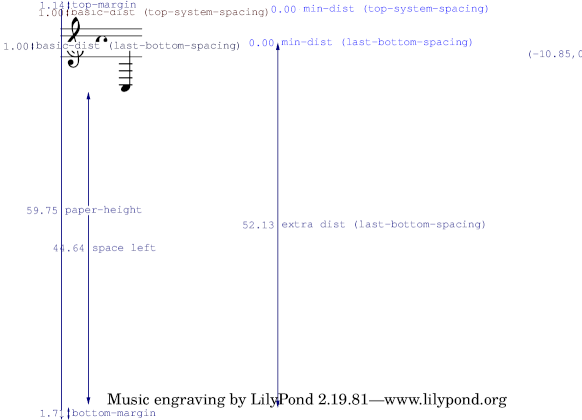 1.14 top-margin
0.00 min-dist (top-system-spacing)
1.00 basic-dist (top-system-spacing)
0.00 min-dist (last-bottom-spacing)
1.00 basic-dist (last-bottom-spacing)
(-10.85,0
59.75 paper-height
52.13 extra dist (last-bottom-spacing)
44.64 space left
Music engraving by LilyPond 2.19.81—www.lilypond.org
bottom-margin